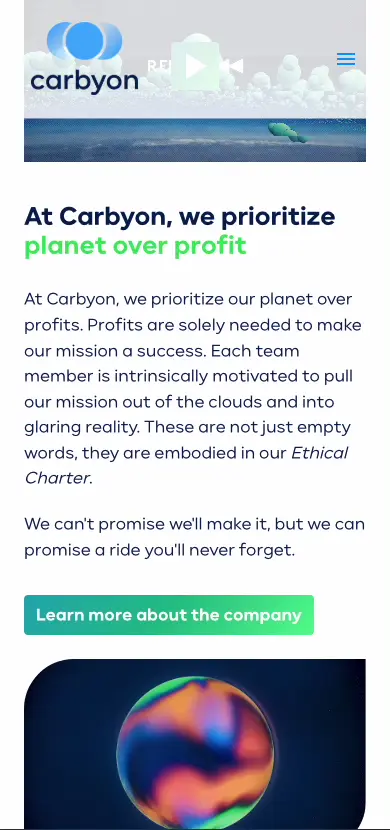 carbyon
At Carbyon, we prioritize
planet over profit
At Carbyon, we prioritize our planet over
profits. Profits are solely needed to make
our mission a success. Each team
member is intrinsically motivated to pull
our mission out of the clouds and into
glaring reality. These are not just empty
words, they are embodied in our Ethical
Charter.
We can't promise we'll make it, but we can
promise a ride you'll never forget.
Learn more about the company